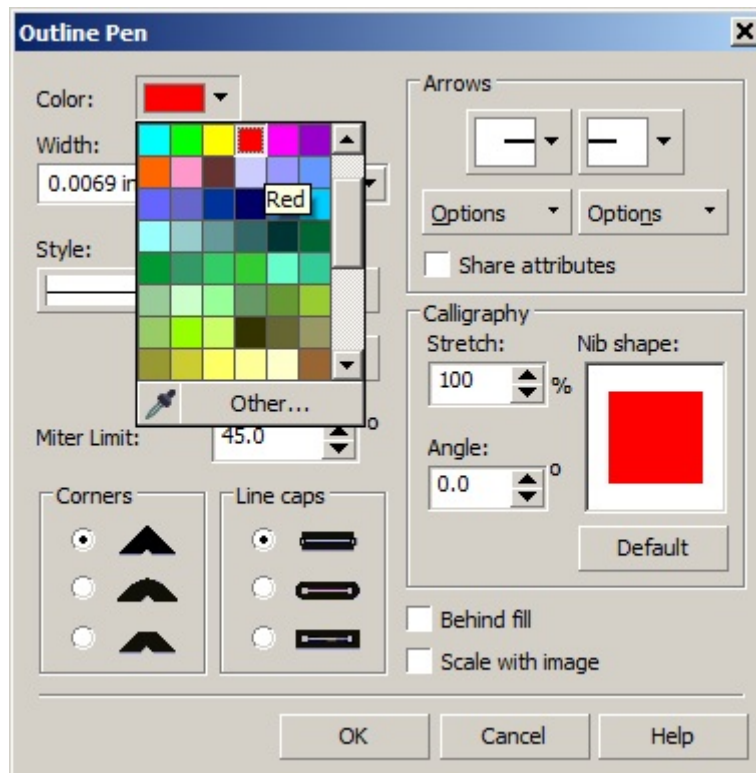 Outline Pen
Color:
Width:
0.0069 in
Red
Style:
Other...
Miter Limit:
45.0
°
Corners
Line caps
Arrows
Options
Options
Share attributes
Calligraphy
Stretch:
100
%
Angle:
0.0
°
Nib shape:
Default
Behind fill
Scale with image
OK
Cancel
Help